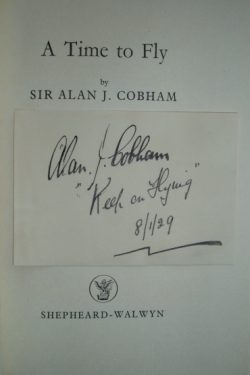 A Time to Fly
by
SIR ALAN J. COBHAM
Alan. J. Cobham
"Keep on Flying"
8/1/29
SHEPHEARD-WALWYN